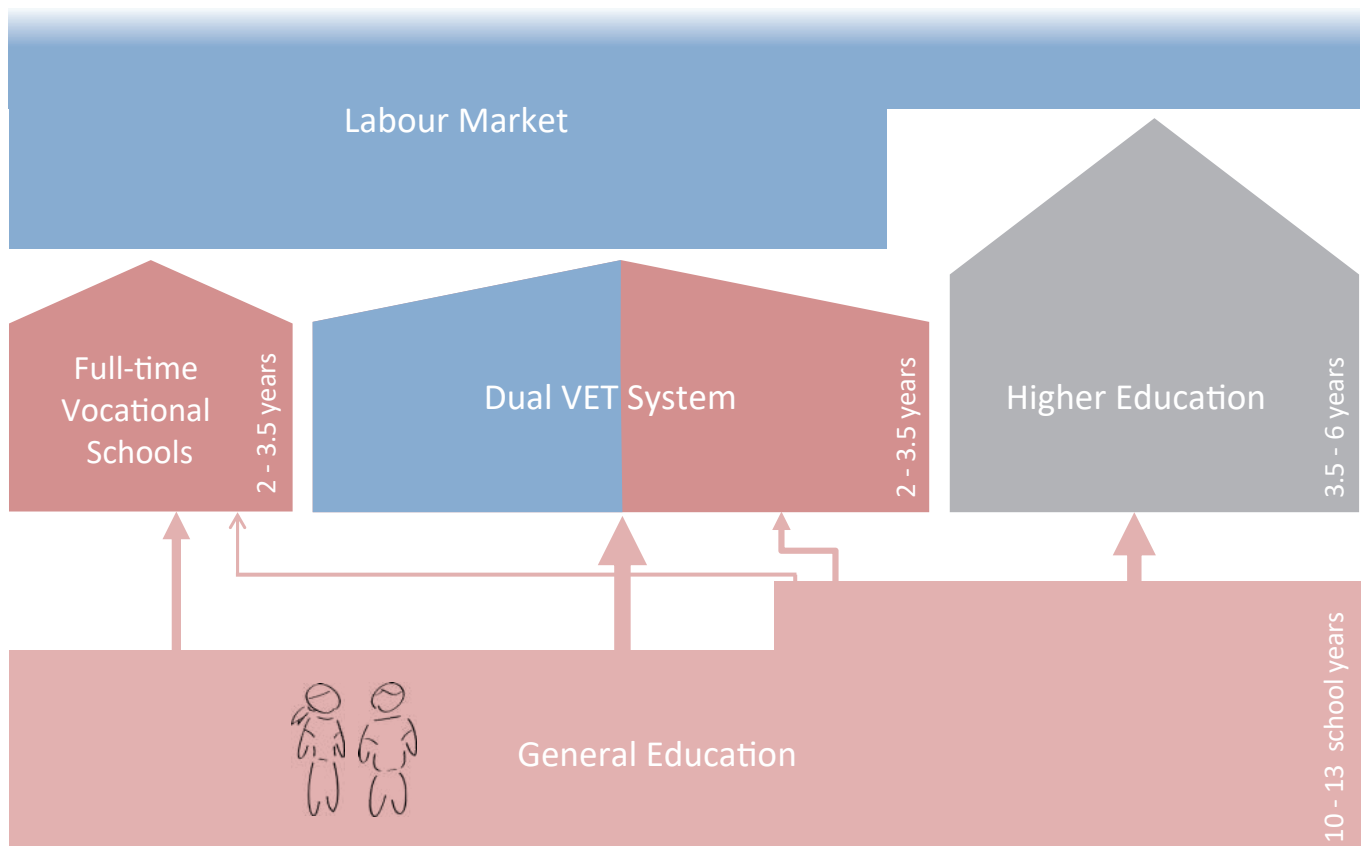 Labour Market
Full-time
Vocational
Schools
2 - 3.5 years
Dual VET System
2 - 3.5 years
Higher Education
3.5 - 6 years
General Education
10 - 13 school years